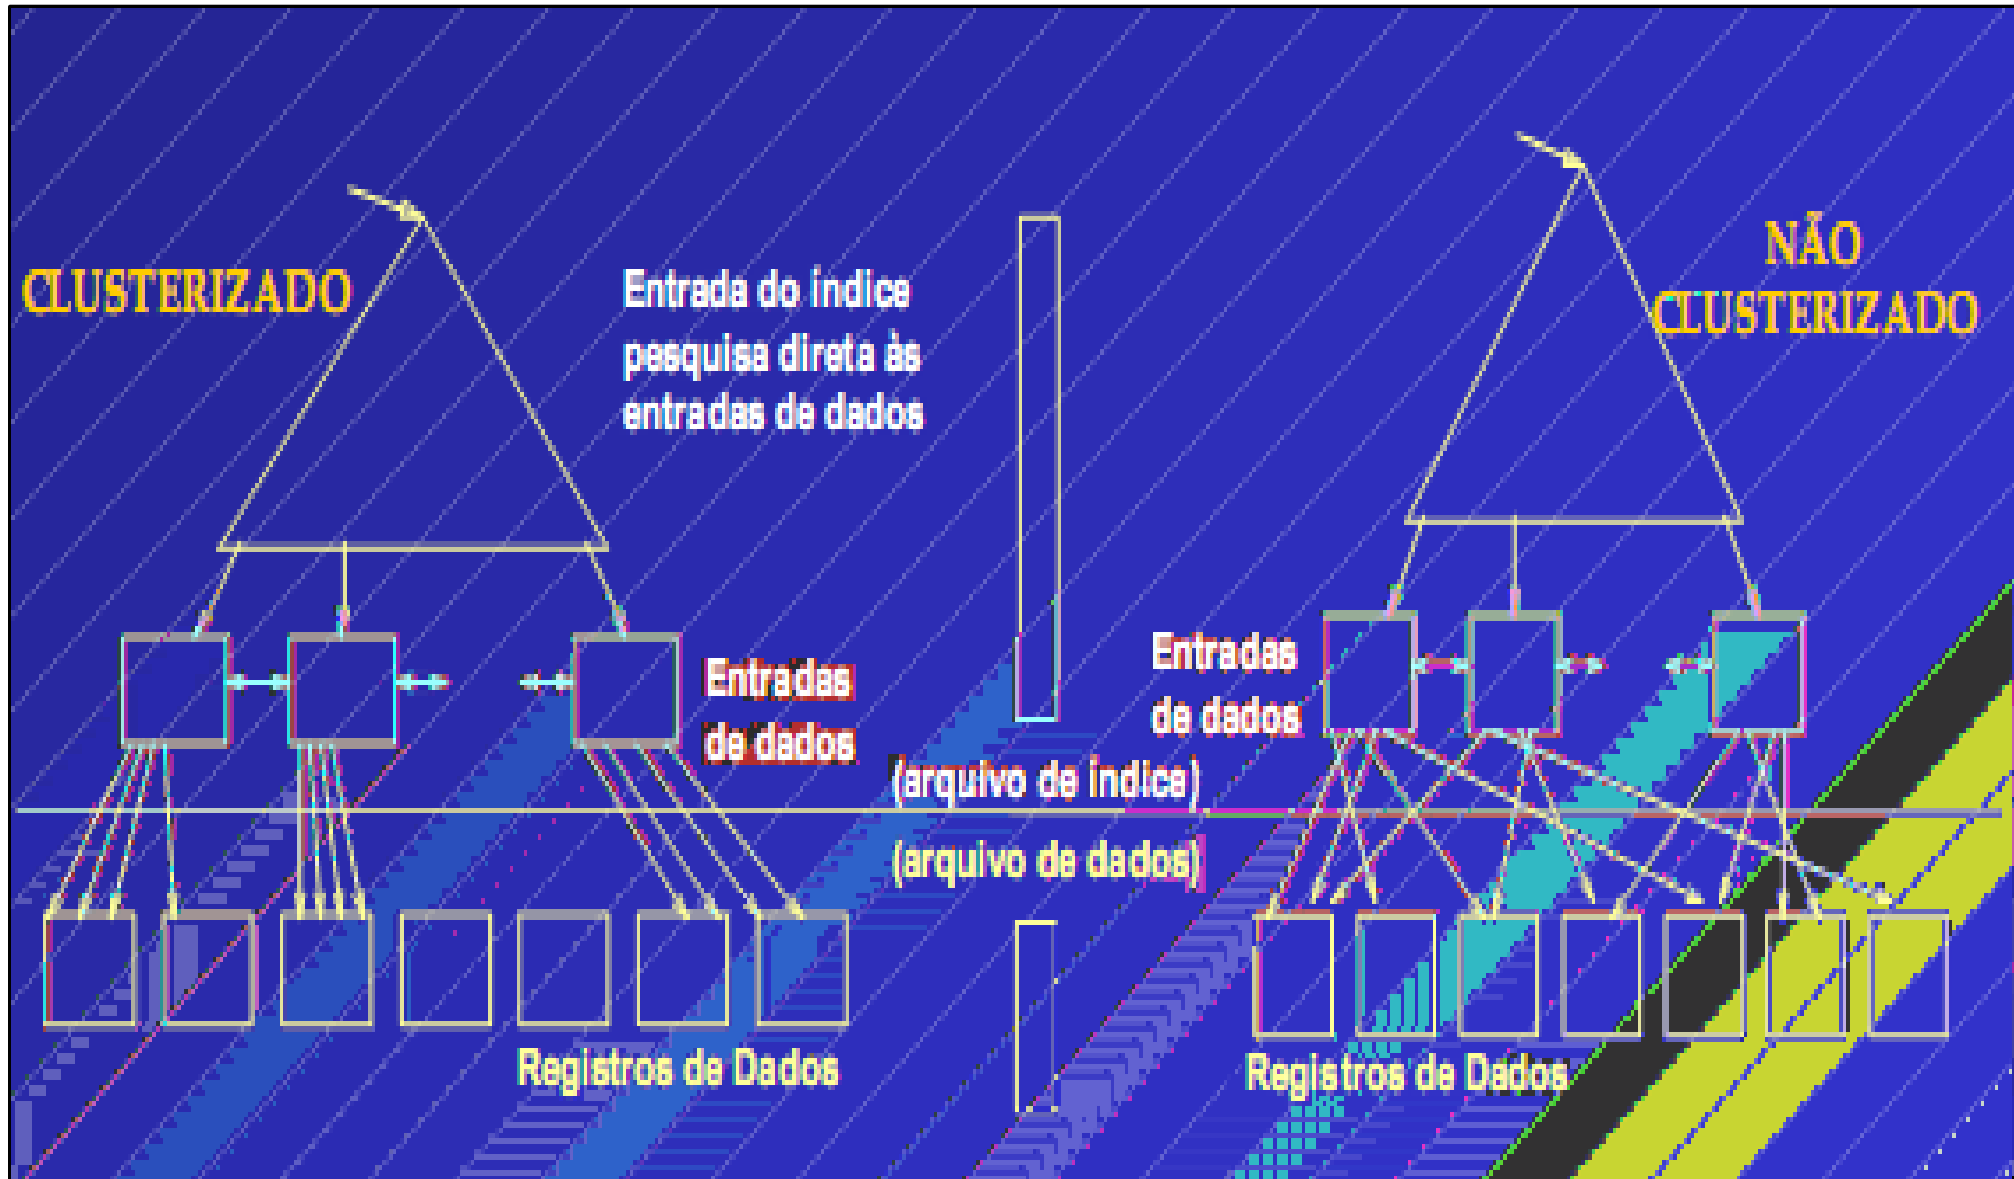 CLUSTERIZADO
Entrada do índice
pesquisa direta às
entradas de dados
NÃO
CLUSTERIZADO
Entradas
de dados
Entradas
de dados
(arquivo de índice)
(arquivo de dados)
Registros de Dados
Registros de Dados